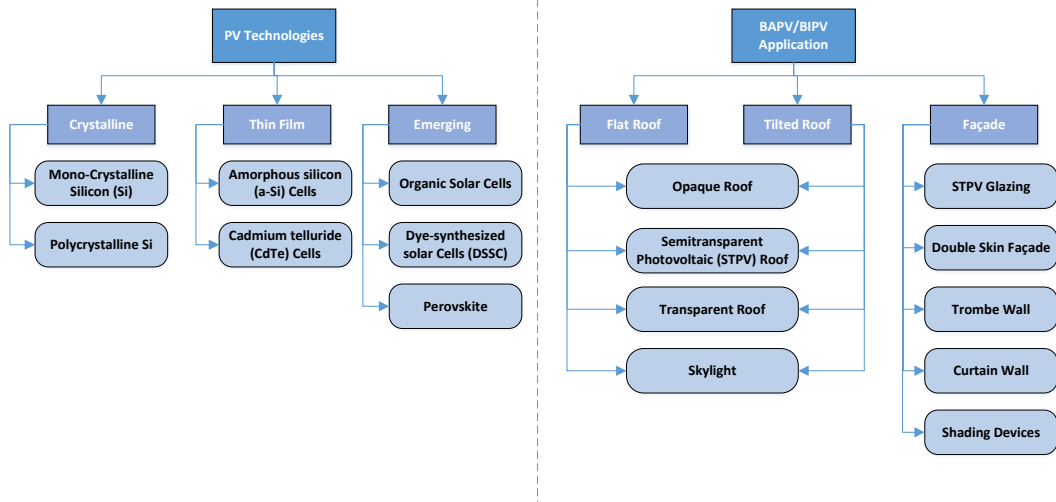 PV Technologies
Crystalline
Thin Film
Emerging
Mono-Crystalline
Silicon (Si)
Polycrystalline Si
Amorphous silicon
(a-Si) Cells
Cadmium telluride
(CdTe) Cells
Organic Solar Cells
Dye-synthesized
solar Cells (DSSC)
Perovskite
BAPV/BIPV
Application
Flat Roof
Tilted Roof
Façade
Opaque Roof
Semitransparent
Photovoltaic (STPV) Roof
Transparent Roof
Skylight
STPV Glazing
Double Skin Façade
Trombe Wall
Curtain Wall
Shading Devices